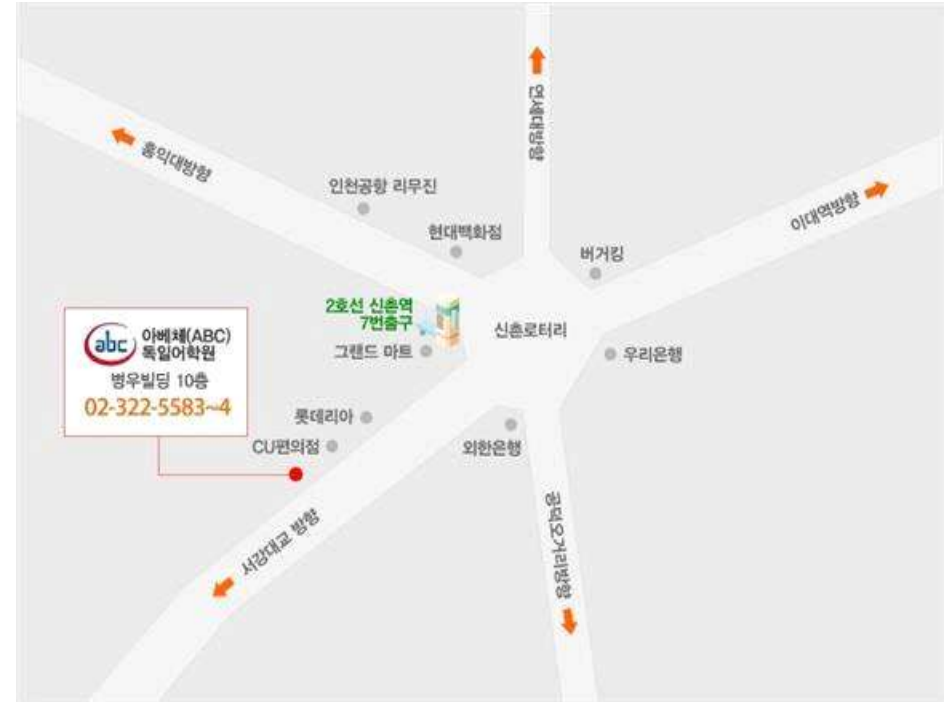 연세대방향
홍익대방향
인천공항 리무진
이대역방향
현대백화점
버거킹
2호선 신촌역
7번출구
신촌로터리
그랜드 마트
우리은행
abc
아베체(ABC)
독일어학원
병우빌딩 10층
02-322-5583~4
롯데리아
CU편의점
외환은행
서강대교 방향
공덕오거리방향